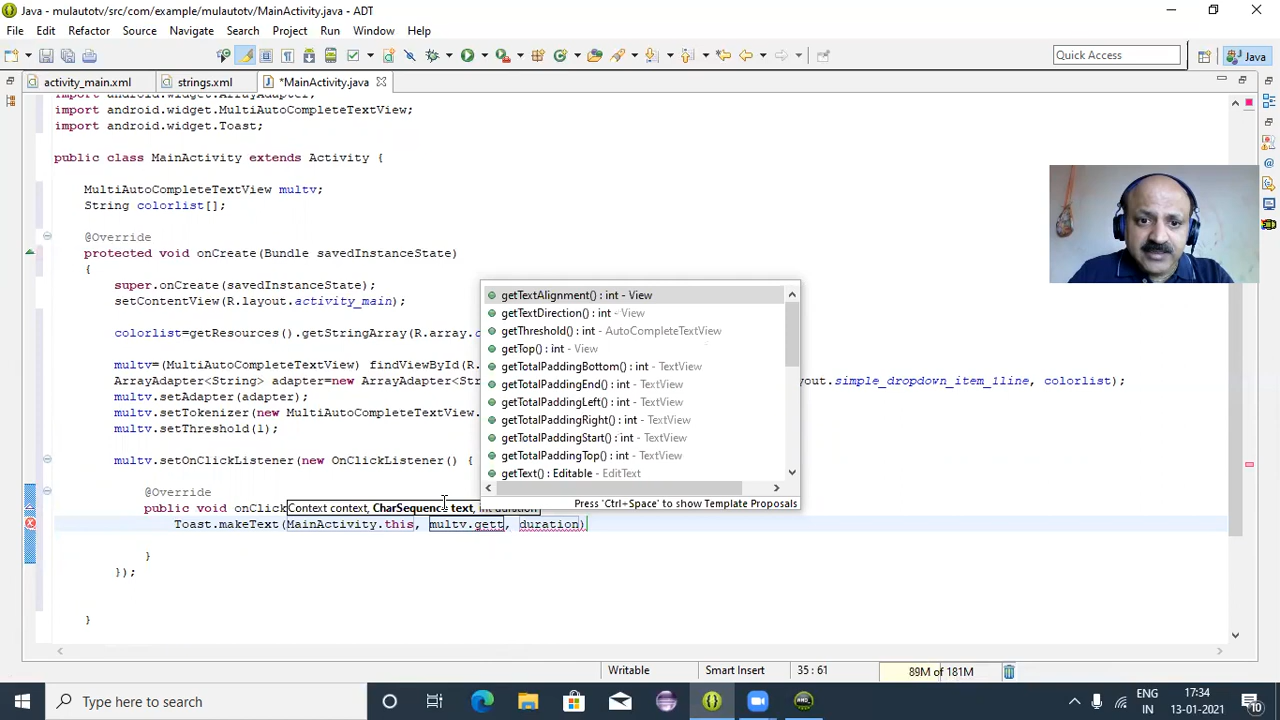 Java - mulautotv/src/com/example/mulautotv/MainActivity.java - ADT
File Edit Refactor Source Navigate Search Project Run Window Help
Quick Access
Java
activity_main.xml
strings.xml
*MainActivity.java
import android.widget.ArrayAdapter;
import android.widget.MultiAutoCompleteTextView;
import android.widget.Toast;
public class MainActivity extends Activity {
MultiAutoCompleteTextView multv;
String colorlist[];
@Override
protected void onCreate(Bundle savedInstanceState)
{
super.onCreate(savedInstanceState);
setContentView(R.layout.activity_main);
colorlist=getResources().getStringArray(R.array.c
multv=(MultiAutoCompleteTextView) findViewById(R.
ArrayAdapter<String> adapter=new ArrayAdapter<St yout.simple_dropdown_item_1line, colorlist);
multv.setAdapter(adapter);
multv.setTokenizer(new MultiAutoCompleteTextView.
multv.setThreshold(1);
multv.setOnClickListener(new OnClickListener() {
@Override
public void onClick
Toast.makeText(MainActivity.this, multv.gett, duration)
}
});
}
getTextAlignment() : int - View
getTextDirection() : int - View
getThreshold() : int - AutoCompleteTextView
getTop() : int - View
getTotalPaddingBottom() : int - TextView
getTotalPaddingEnd() : int - TextView
getTotalPaddingLeft() : int - TextView
getTotalPaddingRight() : int - TextView
getTotalPaddingStart() : int - TextView
getTotalPaddingTop() : int - TextView
getText() : Editable - EditText
Press 'Ctrl+Space' to show Template Proposals
Context context, CharSequence text, int duration
Writable
Smart Insert
35 : 61
89M of 181M
Type here to search
ENG
IN
17:34
13-01-2021
10